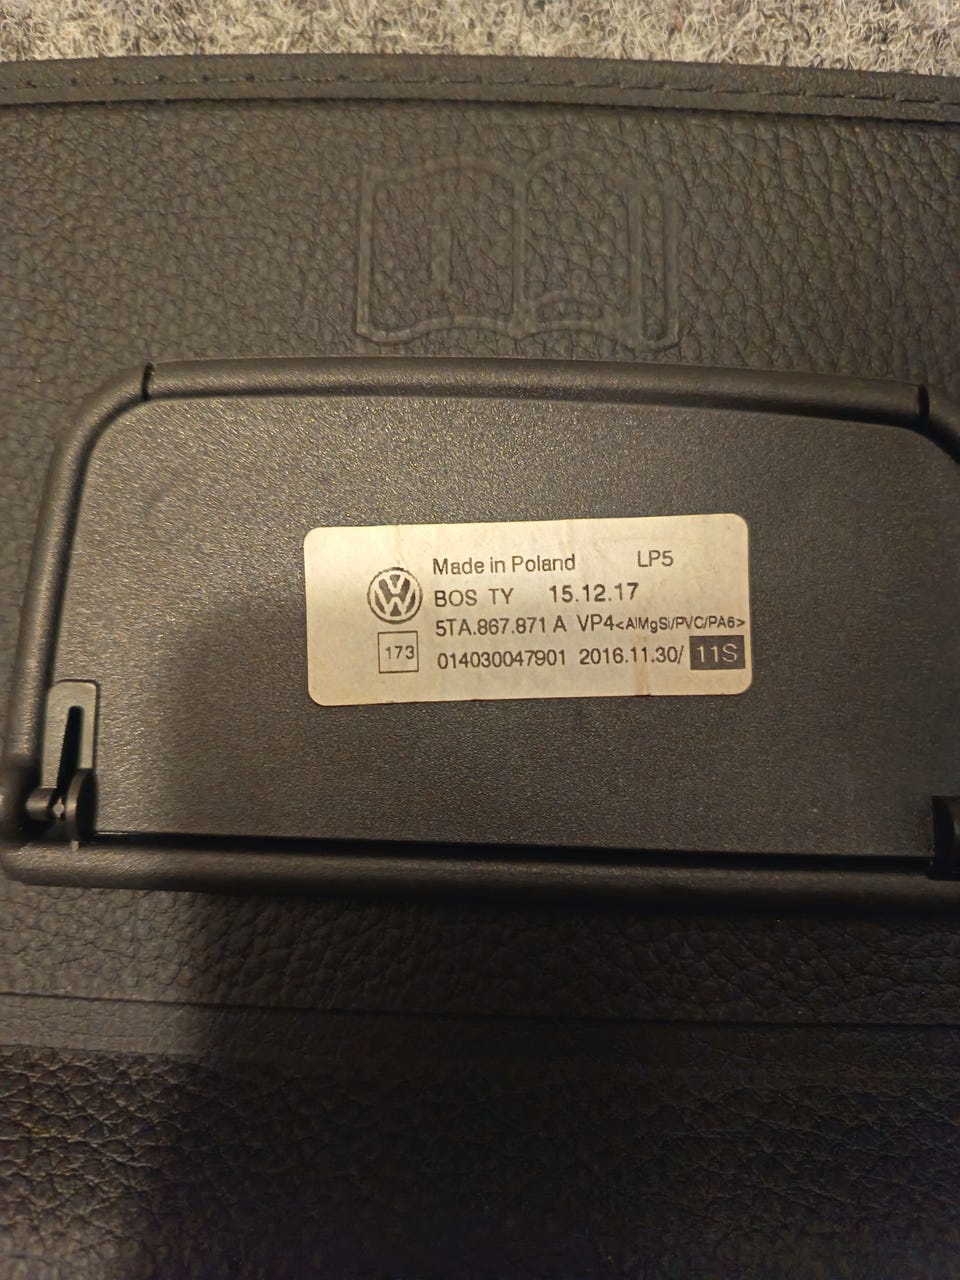 Made in Poland LP5
BOS TY 15.12.17
5TA.867.871 A VP4<AlMgSi/PVC/PA6>
173 014030047901 2016.11.30/ 11S